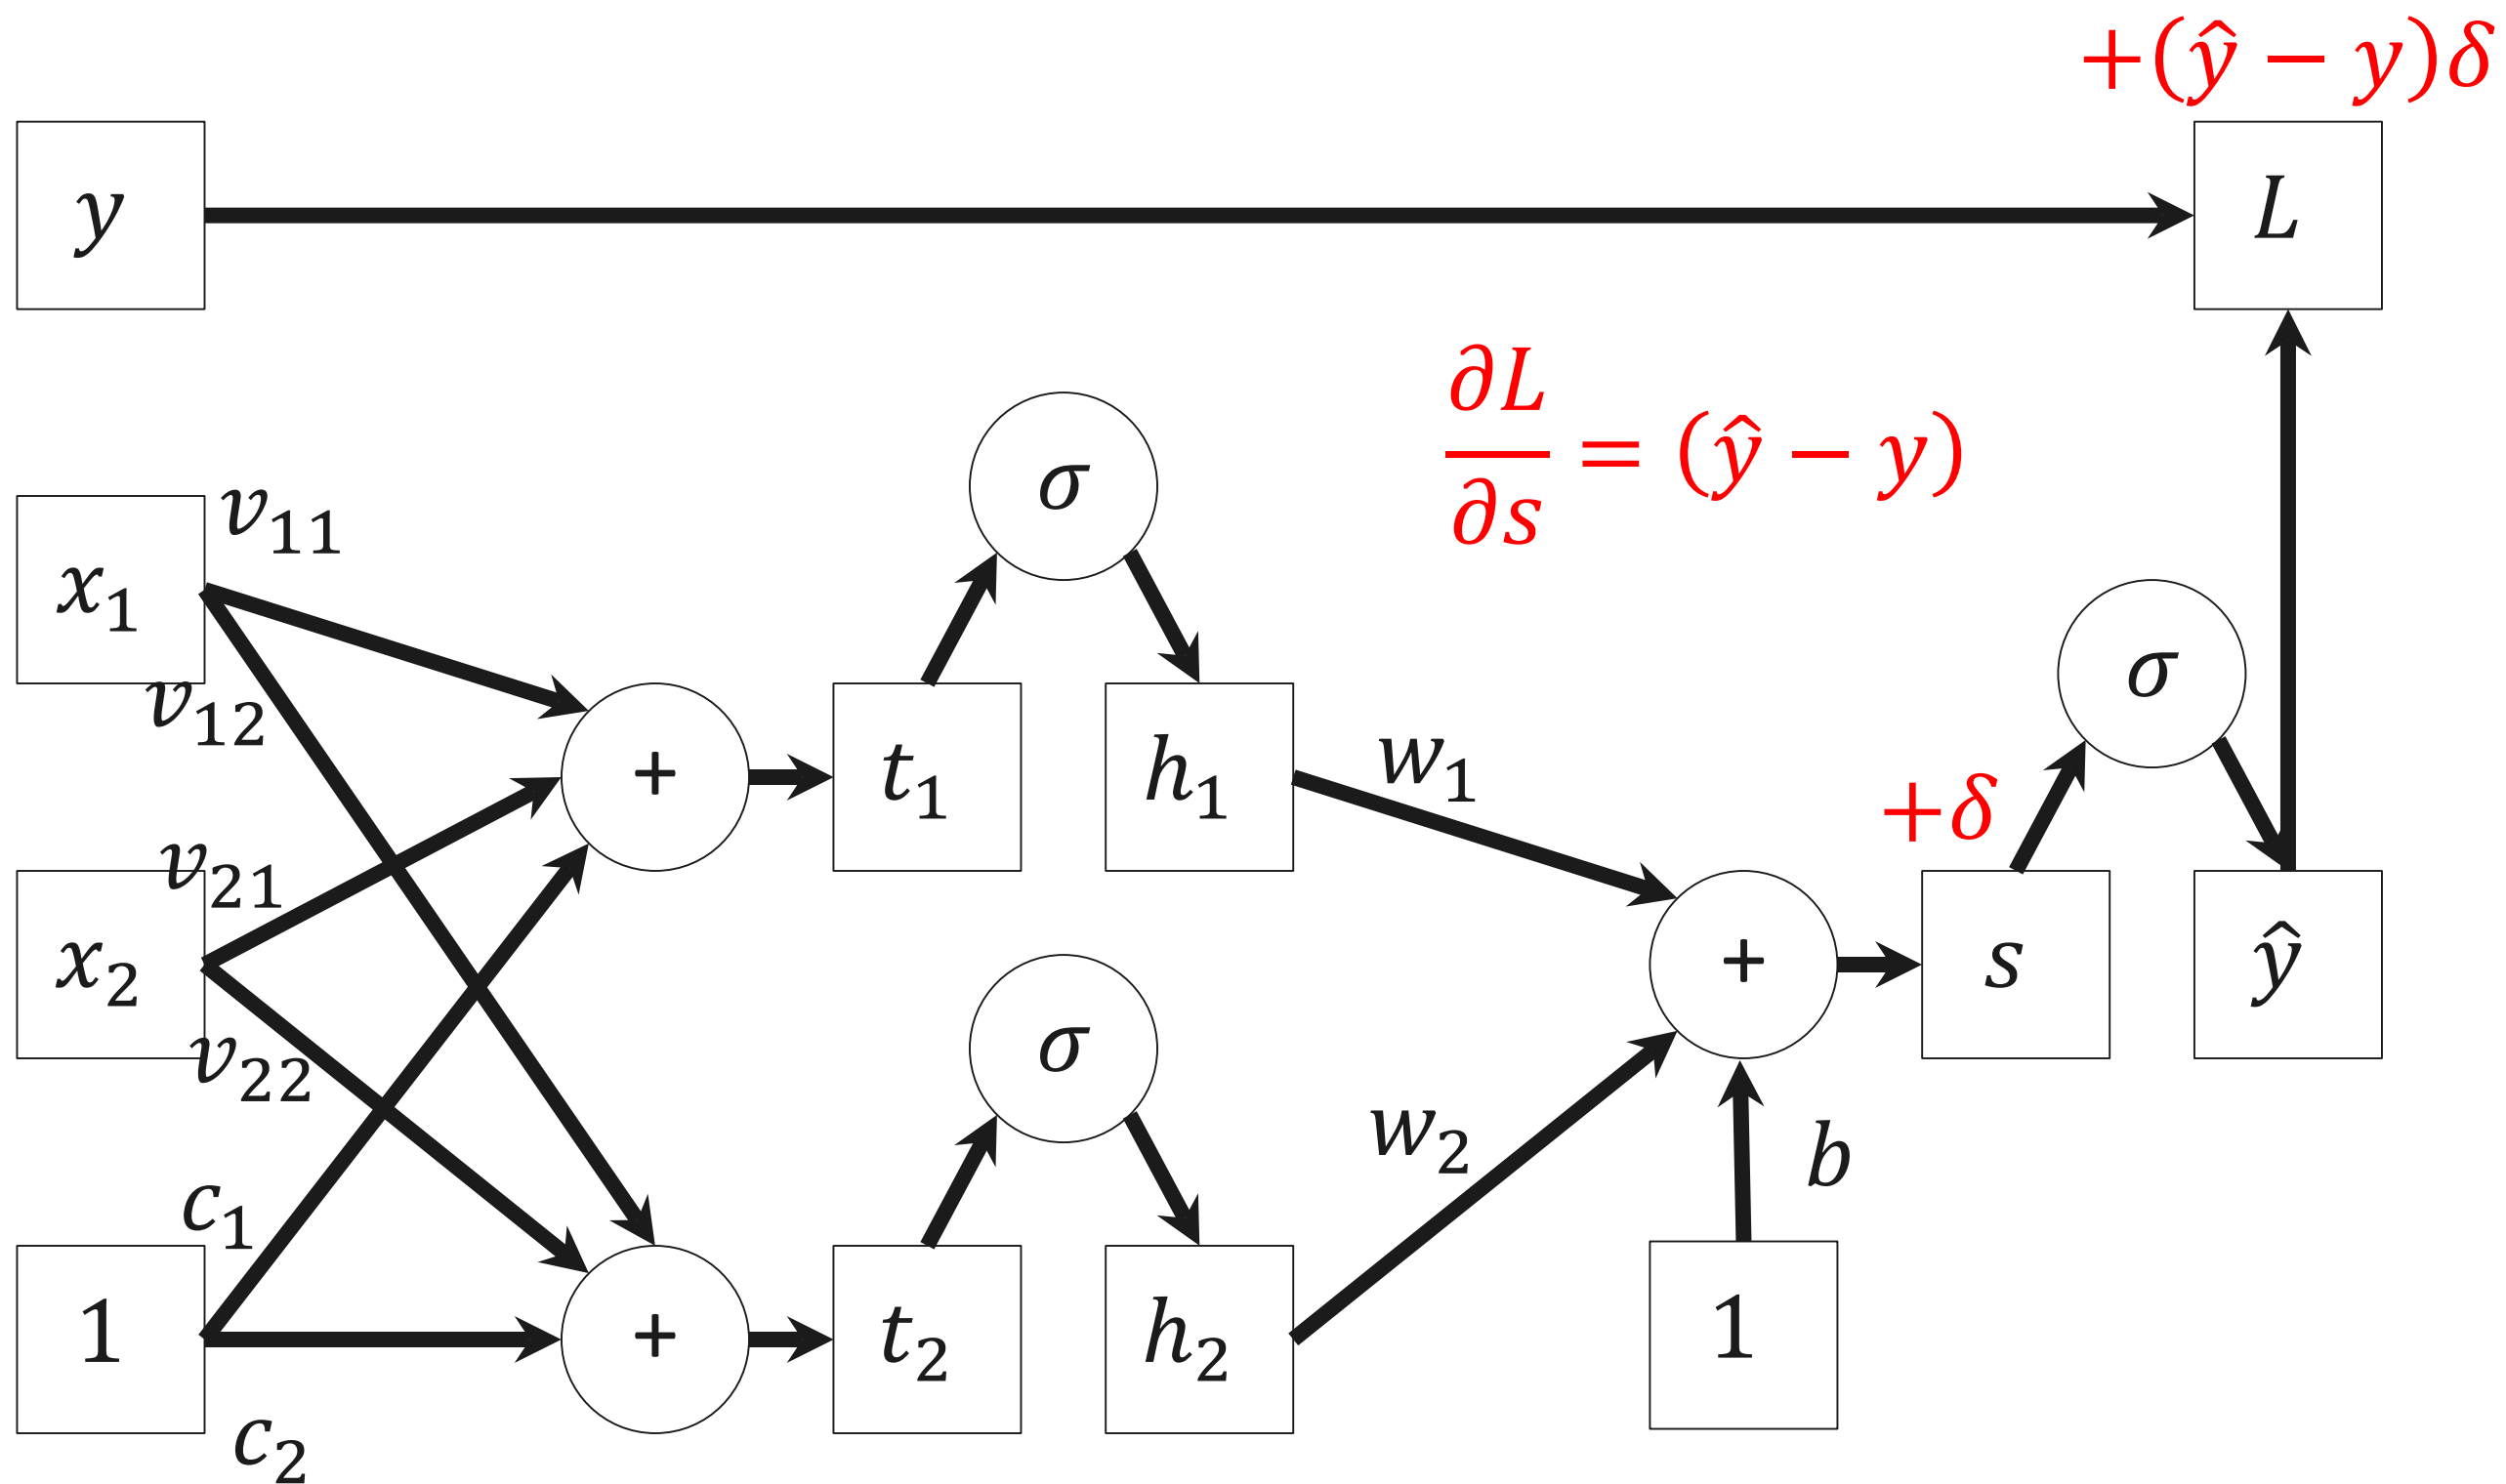 +(ŷ − y)δ
y
L
∂L/∂s = (ŷ − y)
σ
v₁₁
x₁
σ
v₁₂
+
t₁
h₁
w₁
+δ
v₂₁
x₂
+
s
ŷ
σ
v₂₂
w₂
b
c₁
1
+
t₂
h₂
1
c₂